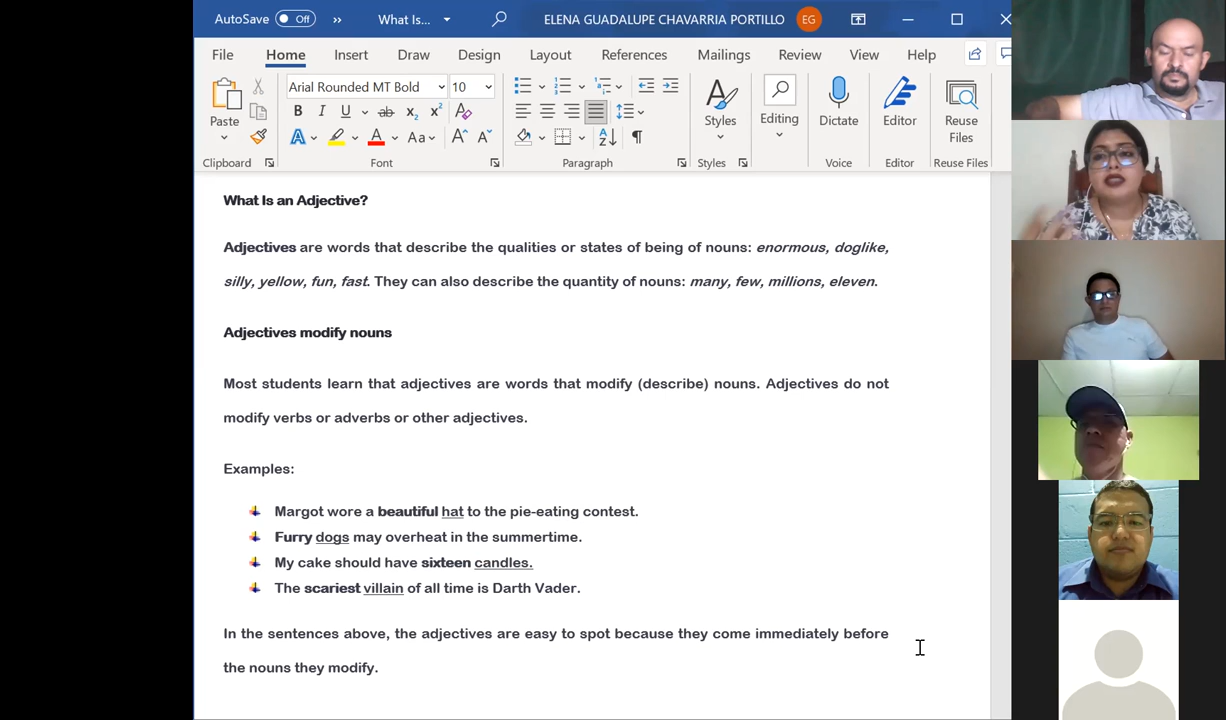 AutoSave Off What Is... ELENA GUADALUPE CHAVARRIA PORTILLO EG
File Home Insert Draw Design Layout References Mailings Review View Help
Arial Rounded MT Bold 10
Paste Styles Editing Dictate Editor Reuse Files
Clipboard Font Paragraph Styles Voice Editor Reuse Files
What Is an Adjective?
Adjectives are words that describe the qualities or states of being of nouns: enormous, doglike,
silly, yellow, fun, fast. They can also describe the quantity of nouns: many, few, millions, eleven.
Adjectives modify nouns
Most students learn that adjectives are words that modify (describe) nouns. Adjectives do not
modify verbs or adverbs or other adjectives.
Examples:
Margot wore a beautiful hat to the pie-eating contest.
Furry dogs may overheat in the summertime.
My cake should have sixteen candles.
The scariest villain of all time is Darth Vader.
In the sentences above, the adjectives are easy to spot because they come immediately before
the nouns they modify.